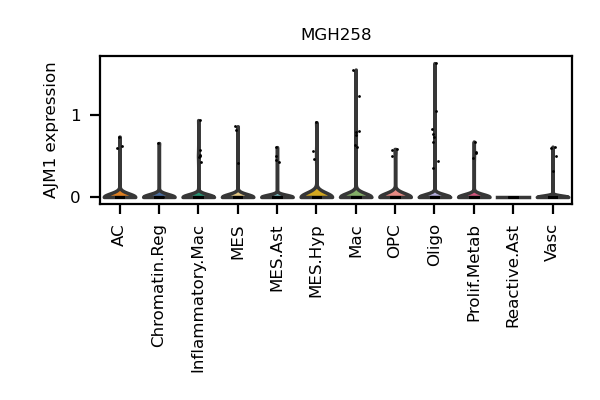 MGH258
AJM1 expression
1
0
AC
Chromatin.Reg
Inflammatory.Mac
MES
MES.Ast
MES.Hyp
Mac
OPC
Oligo
Prolif.Metab
Reactive.Ast
Vasc